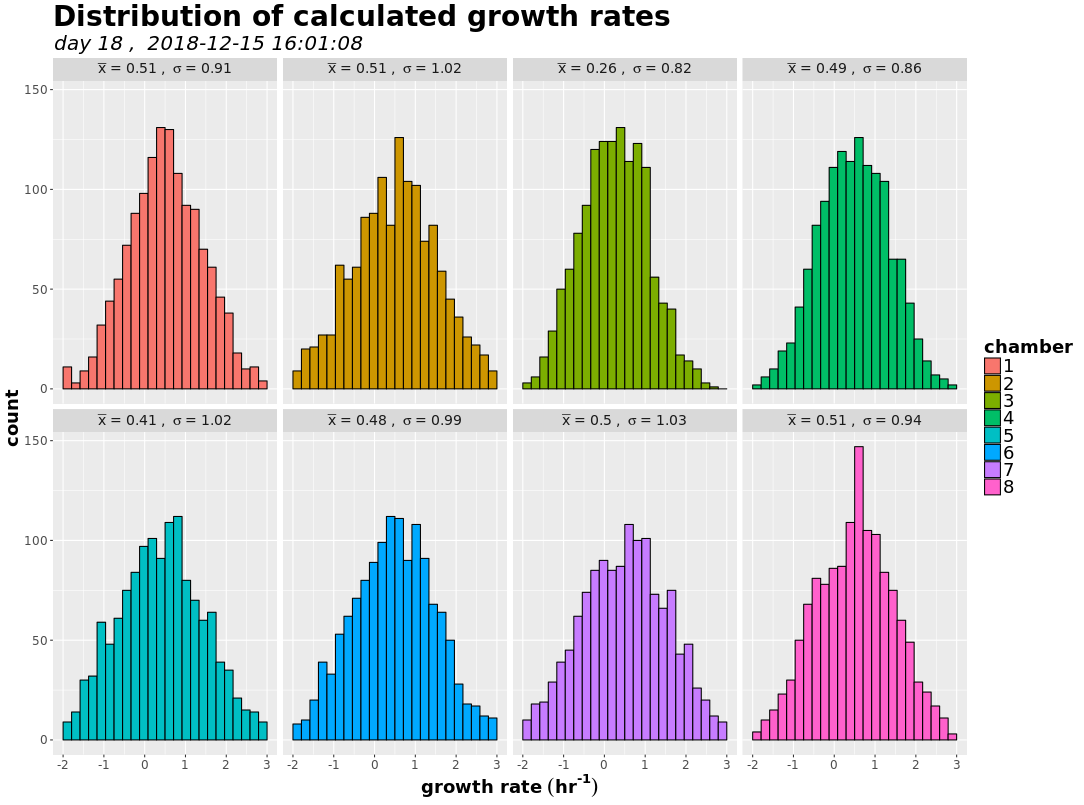 Distribution of calculated growth rates
day 18 ,  2018-12-15 16:01:08
x̅ = 0.51 ,  σ = 0.91
x̅ = 0.51 ,  σ = 1.02
x̅ = 0.26 ,  σ = 0.82
x̅ = 0.49 ,  σ = 0.86
150
100
50
0
x̅ = 0.41 ,  σ = 1.02
x̅ = 0.48 ,  σ = 0.99
x̅ = 0.5 ,  σ = 1.03
x̅ = 0.51 ,  σ = 0.94
150
100
50
0
-2 -1 0 1 2 3
-2 -1 0 1 2 3
-2 -1 0 1 2 3
-2 -1 0 1 2 3
growth rate (hr⁻¹)
count
chamber
1
2
3
4
5
6
7
8